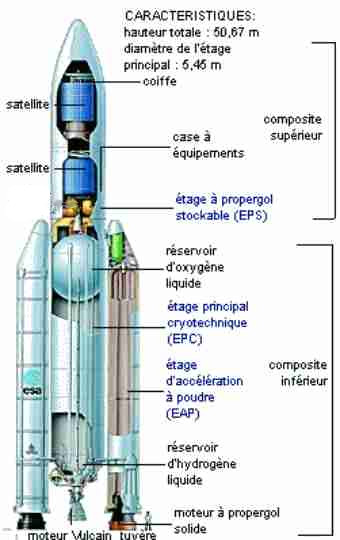 CARACTERISTIQUES:
hauteur totale : 50,67 m
diamètre de l'étage
principal : 5,45 m
coiffe
satellite
composite
supérieur
case à
équipements
satellite
étage à propergol
stockable (EPS)
réservoir
d'oxygène
liquide
étage principal
cryotechnique
(EPC)
étage
d'accélération
à poudre
(EAP)
composite
inférieur
esa
réservoir
d'hydrogène
liquide
moteur à propergol
solide
moteur Vulcain tuyère